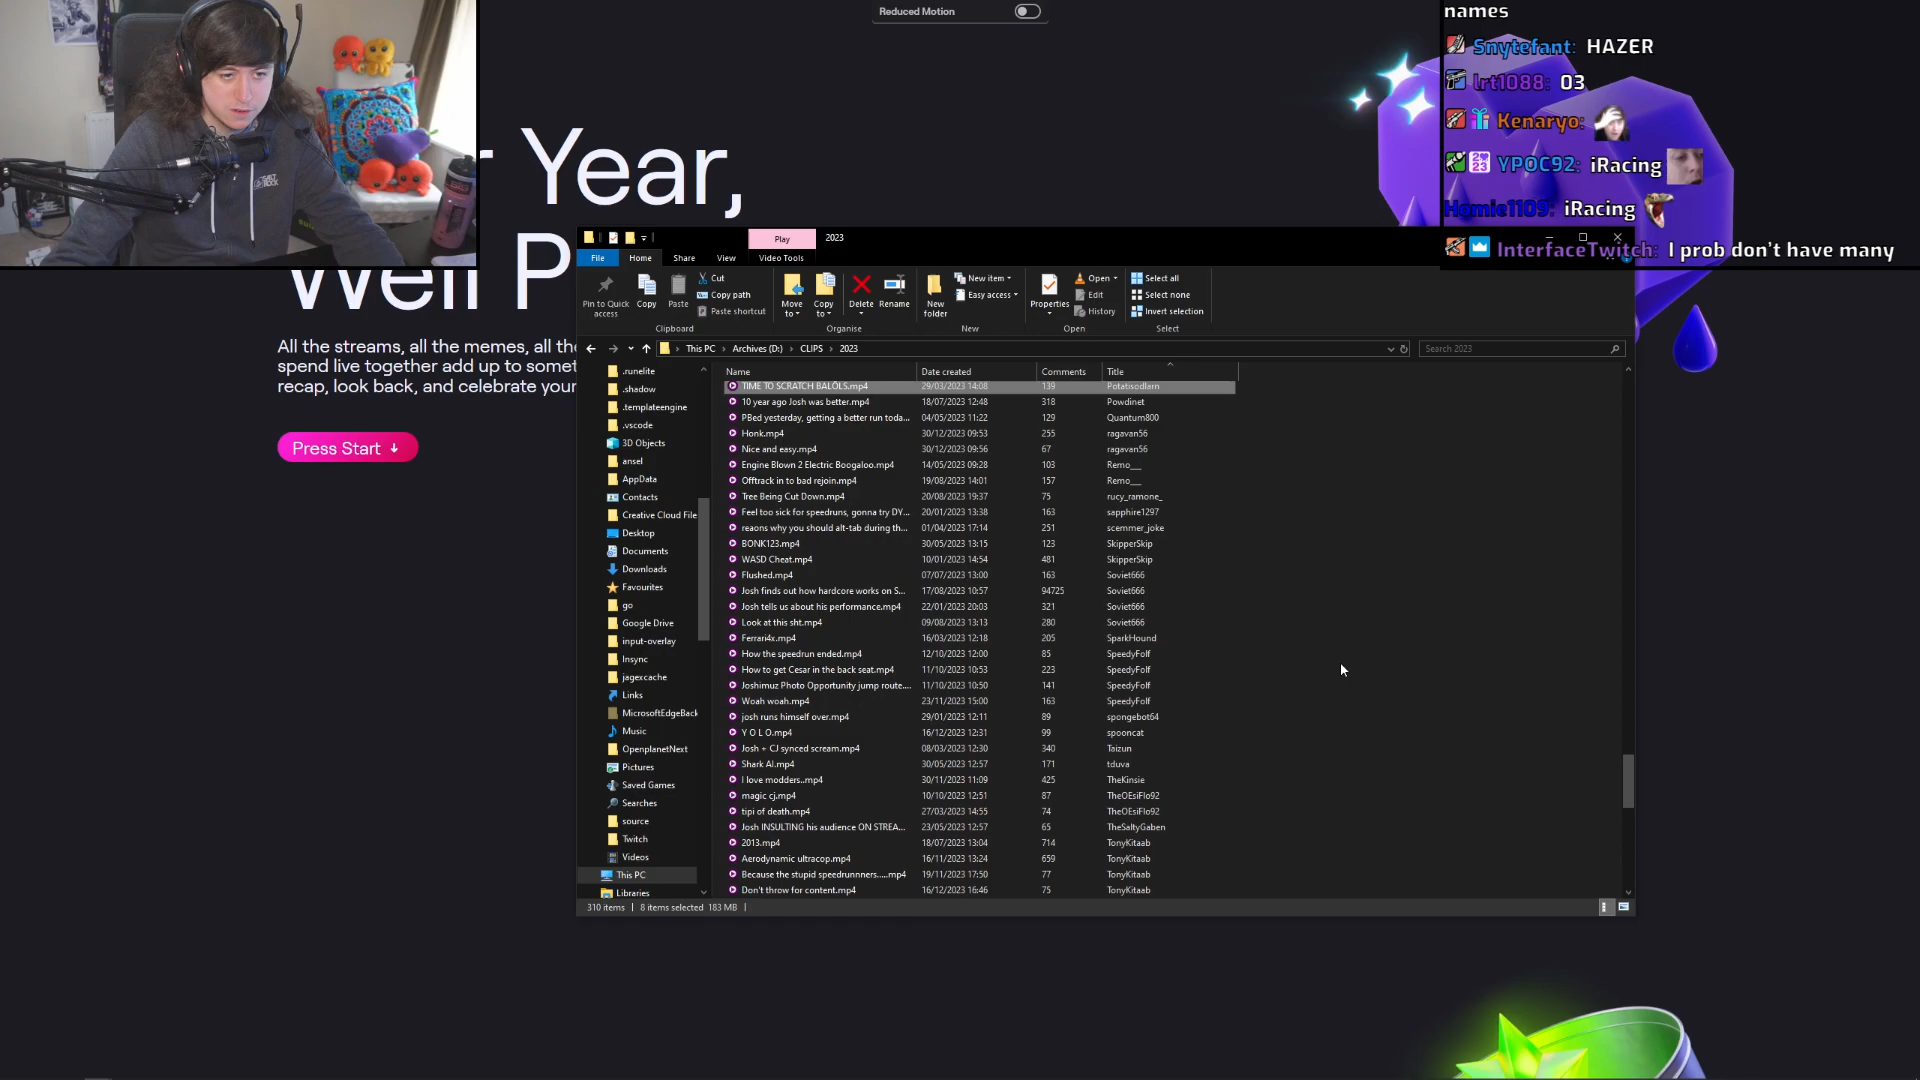 Reduced Motion
names
Snytefant: HAZER
lrt1088: 03
Kenaryo:
YPOC92: iRacing
Homie1109: iRacing
InterfaceTwitch: I prob don't have many
Year,
Well P
All the streams, all the memes, all the
spend live together add up to somet
recap, look back, and celebrate your
Press Start ↓
Play 2023
File Home Share View Video Tools
Pin to Quick access
Copy
Paste
Cut
Copy path
Paste shortcut
Move to
Copy to
Delete
Rename
New folder
New item
Easy access
Properties
Open
Edit
History
Select all
Select none
Invert selection
Clipboard Organise New Open Select
This PC > Archives (D:) > CLIPS > 2023
Search 2023
.runelite
.shadow
.templateengine
.vscode
3D Objects
ansel
AppData
Contacts
Creative Cloud File
Desktop
Documents
Downloads
Favourites
go
Google Drive
input-overlay
Insync
jagexcache
Links
MicrosoftEdgeBack
Music
OpenplanetNext
Pictures
Saved Games
Searches
source
Twitch
Videos
This PC
Libraries
Name Date created Comments Title
TIME TO SCRATCH BALOLS.mp4 29/03/2023 14:08 139 Potatisodlarn
10 year ago Josh was better.mp4 18/07/2023 12:48 318 Powdinet
PBed yesterday, getting a better run toda... 04/05/2023 11:22 129 Quantum800
Honk.mp4 30/12/2023 09:53 255 ragavan56
Nice and easy.mp4 30/12/2023 09:56 67 ragavan56
Engine Blown 2 Electric Boogaloo.mp4 14/05/2023 09:28 103 Remo__
Offtrack in to bad rejoin.mp4 19/08/2023 14:01 157 Remo__
Tree Being Cut Down.mp4 20/08/2023 19:37 75 rucy_ramone_
Feel too sick for speedruns, gonna try DY... 20/01/2023 13:38 163 sapphire1297
reaons why you should alt-tab during th... 01/04/2023 17:14 251 scemmer_joke
BONK123.mp4 30/05/2023 13:15 123 SkipperSkip
WASD Cheat.mp4 10/01/2023 14:54 481 SkipperSkip
Flushed.mp4 07/07/2023 13:00 163 Soviet666
Josh finds out how hardcore works on S... 17/08/2023 10:57 94725 Soviet666
Josh tells us about his performance.mp4 22/01/2023 20:03 321 Soviet666
Look at this sht.mp4 09/08/2023 13:13 280 Soviet666
Ferrari4x.mp4 16/03/2023 12:18 205 SparkHound
How the speedrun ended.mp4 12/10/2023 12:00 85 SpeedyFolf
How to get Cesar in the back seat.mp4 11/10/2023 10:53 223 SpeedyFolf
Joshimuz Photo Opportunity jump route.... 11/10/2023 10:50 141 SpeedyFolf
Woah woah.mp4 23/11/2023 15:00 163 SpeedyFolf
josh runs himself over.mp4 29/01/2023 12:11 89 spongebot64
Y O L O.mp4 16/12/2023 12:31 99 spooncat
Josh + CJ synced scream.mp4 08/03/2023 12:30 340 Taizun
Shark AI.mp4 30/05/2023 12:57 171 tduva
I love modders..mp4 30/11/2023 11:09 425 TheKinsie
magic cj.mp4 10/10/2023 12:51 87 TheOEsiFlo92
tipi of death.mp4 27/03/2023 14:55 74 TheOEsiFlo92
Josh INSULTING his audience ON STREA... 23/05/2023 12:57 65 TheSaltyGaben
2013.mp4 18/07/2023 13:04 714 TonyKitaab
Aerodynamic ultracop.mp4 16/11/2023 13:24 659 TonyKitaab
Because the stupid speedrunnners.....mp4 19/11/2023 17:50 77 TonyKitaab
Don't throw for content.mp4 16/12/2023 16:46 75 TonyKitaab
310 items 8 items selected 183 MB